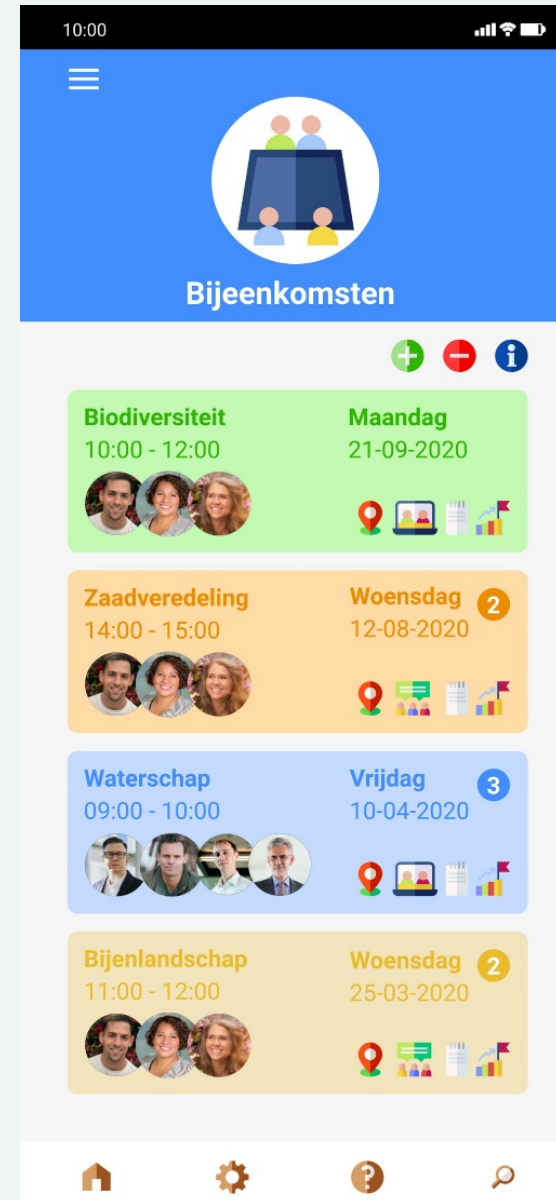 10:00
Bijeenkomsten
Biodiversiteit Maandag
10:00 - 12:00 21-09-2020
Zaadveredeling Woensdag 2
14:00 - 15:00 12-08-2020
Waterschap Vrijdag 3
09:00 - 10:00 10-04-2020
Bijenlandschap Woensdag 2
11:00 - 12:00 25-03-2020